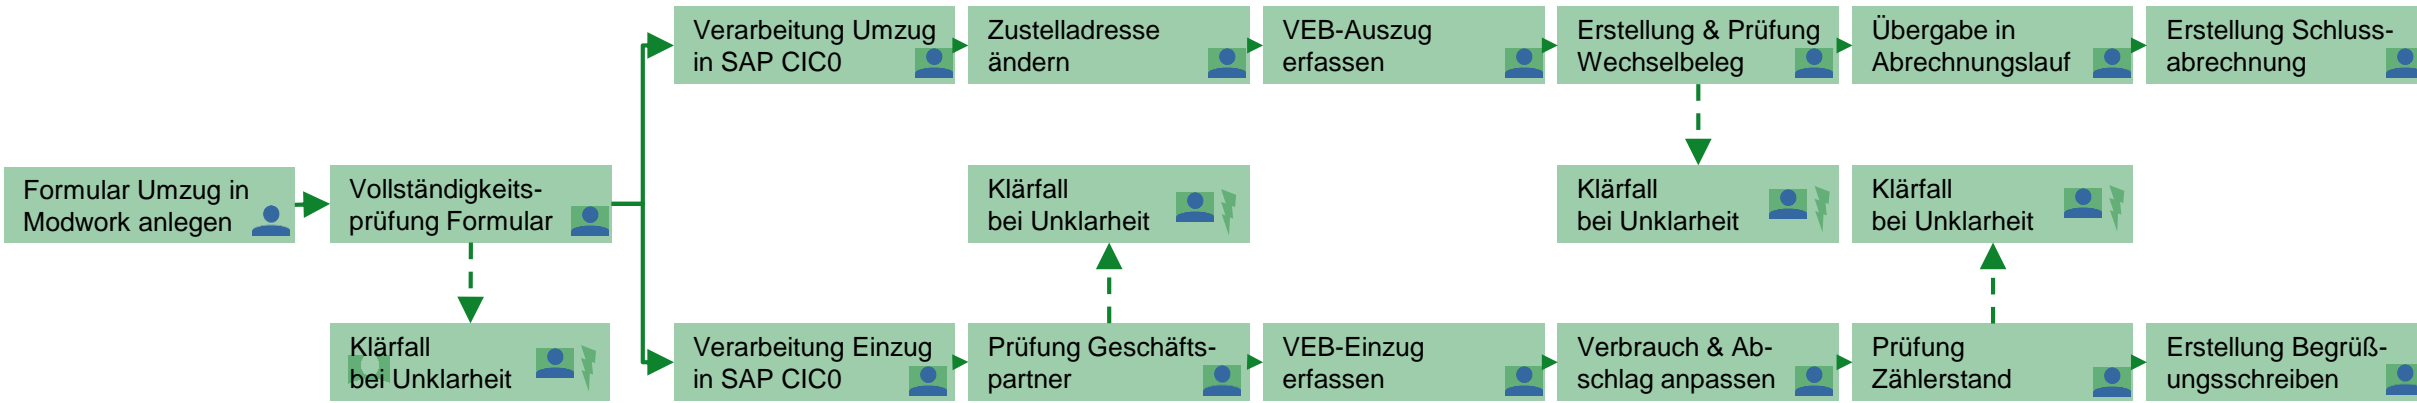 Verarbeitung Umzug
in SAP CIC0
Zustelladresse
ändern
VEB-Auszug
erfassen
Erstellung & Prüfung
Wechselbeleg
Übergabe in
Abrechnungslauf
Erstellung Schluss-
abrechnung
Formular Umzug in
Modwork anlegen
Vollständigkeits-
prüfung Formular
Klärfall
bei Unklarheit
Klärfall
bei Unklarheit
Klärfall
bei Unklarheit
Klärfall
bei Unklarheit
Verarbeitung Einzug
in SAP CIC0
Prüfung Geschäfts-
partner
VEB-Einzug
erfassen
Verbrauch & Ab-
schlag anpassen
Prüfung
Zählerstand
Erstellung Begrüß-
ungsschreiben